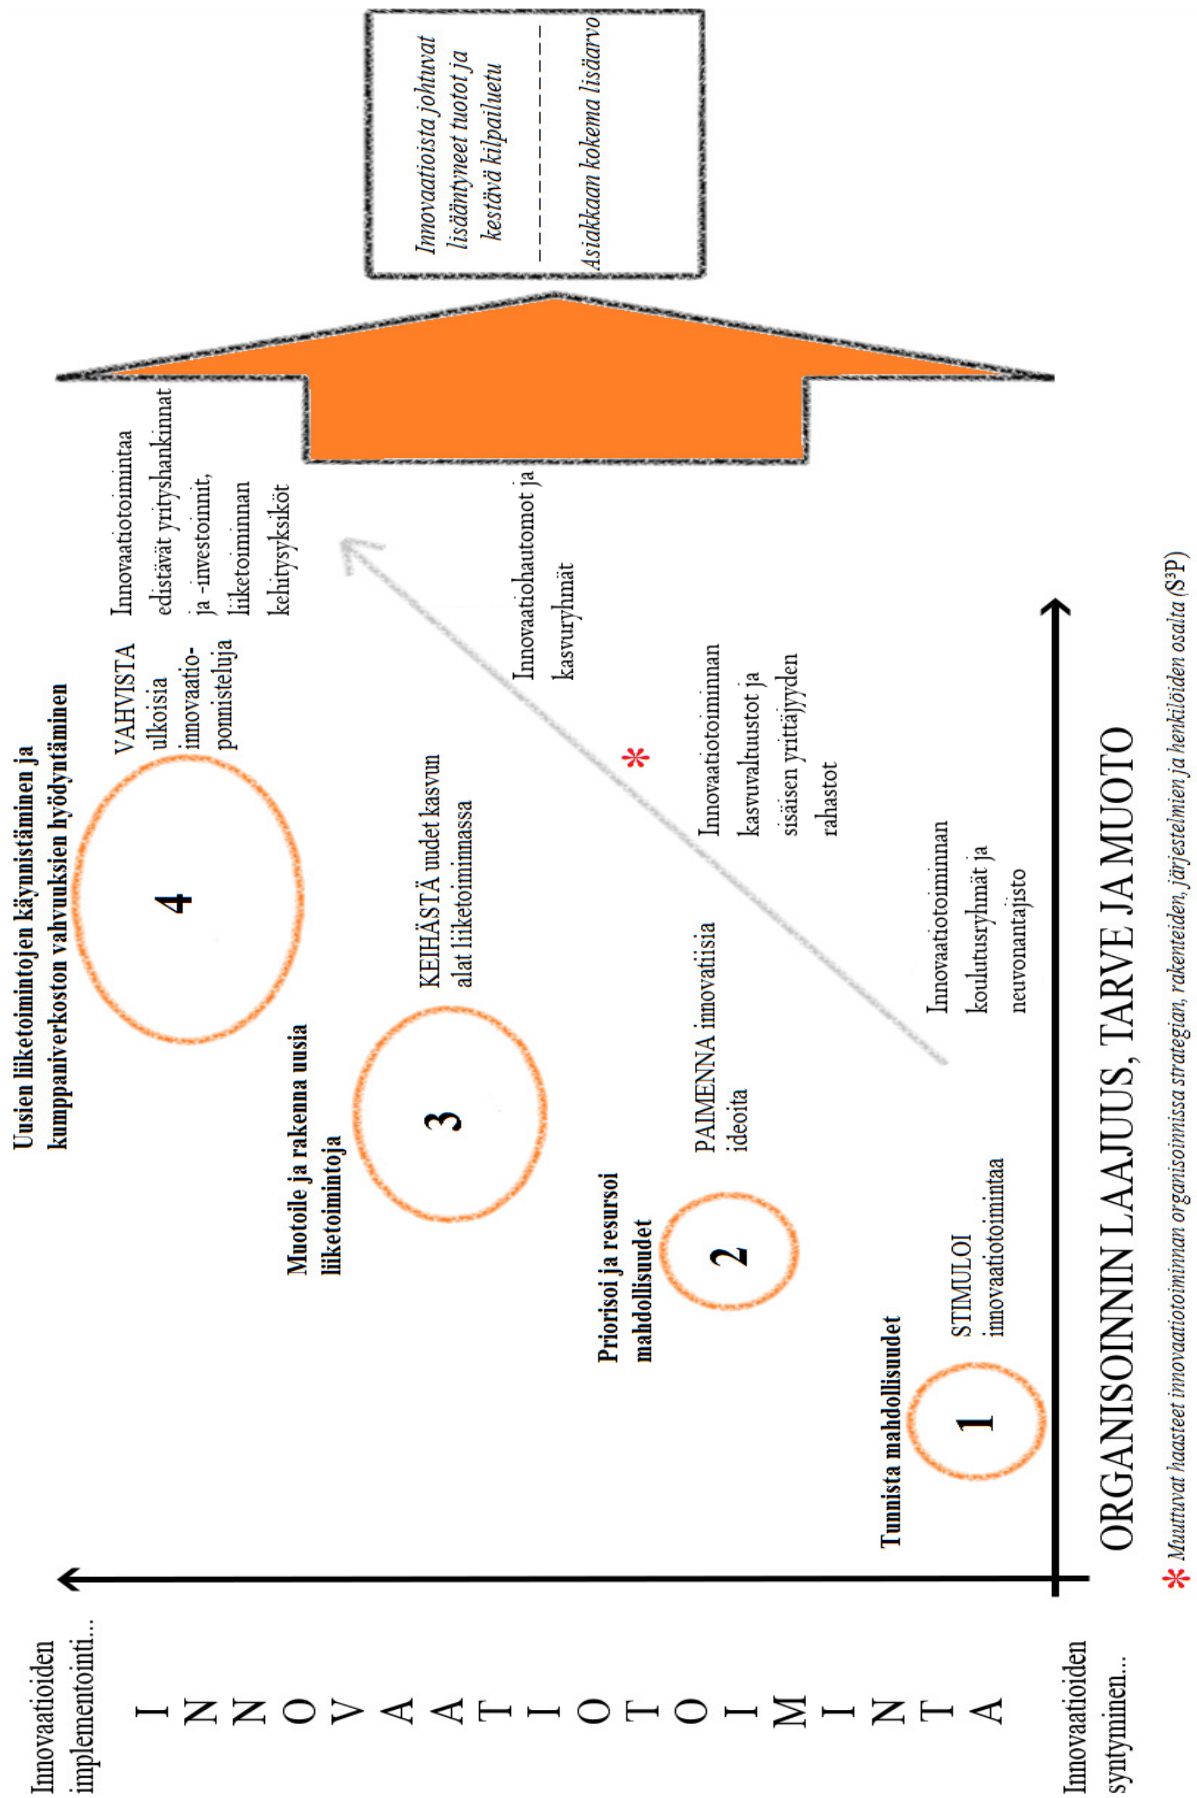 Innovaatioiden
implementointi...
I
N
N
O
V
A
A
T
I
O
T
O
I
M
I
N
T
A
Innovaatioiden
syntyminen...
Uusien liiketoimintojen käynnistäminen ja
kumppaniverkoston vahvuuksien hyödyntäminen
4
VAHVISTA
ulkoisia
innovaatio-
ponnisteluja
Innovaatiotoimintaa
edistävät yrityshankinnat
ja -investoinnit,
liiketoiminnan
kehitysyksiköt
Muotoile ja rakenna uusia
liiketoimintoja
3
KEIHÄSTÄ uudet kasvun
alat liiketoiminnassa
Innovaatiohautomot ja
kasvuryhmät
Priorisoi ja resursoi
mahdollisuudet
2
PAIMENNA innovatiisia
ideoita
*
Innovaatiotoiminnan
kasvuvaltuustot ja
sisäisen yrittäjyyden
rahastot
Tunnista mahdollisuudet
1
STIMULOI
innovaatiotoimintaa
Innovaatiotoiminnan
koulutusryhmät ja
neuvonantajisto
Innovaatioista johtuvat
lisääntyneet tuotot ja
kestävä kilpailuetu
Asiakkaan kokema lisäarvo
ORGANISOINNIN LAAJUUS, TARVE JA MUOTO
* Muuttuvat haasteet innovaatiotoiminnan organisoinnissa strategian, rakenteiden, järjestelmien ja henkilöiden osalta (S³P)